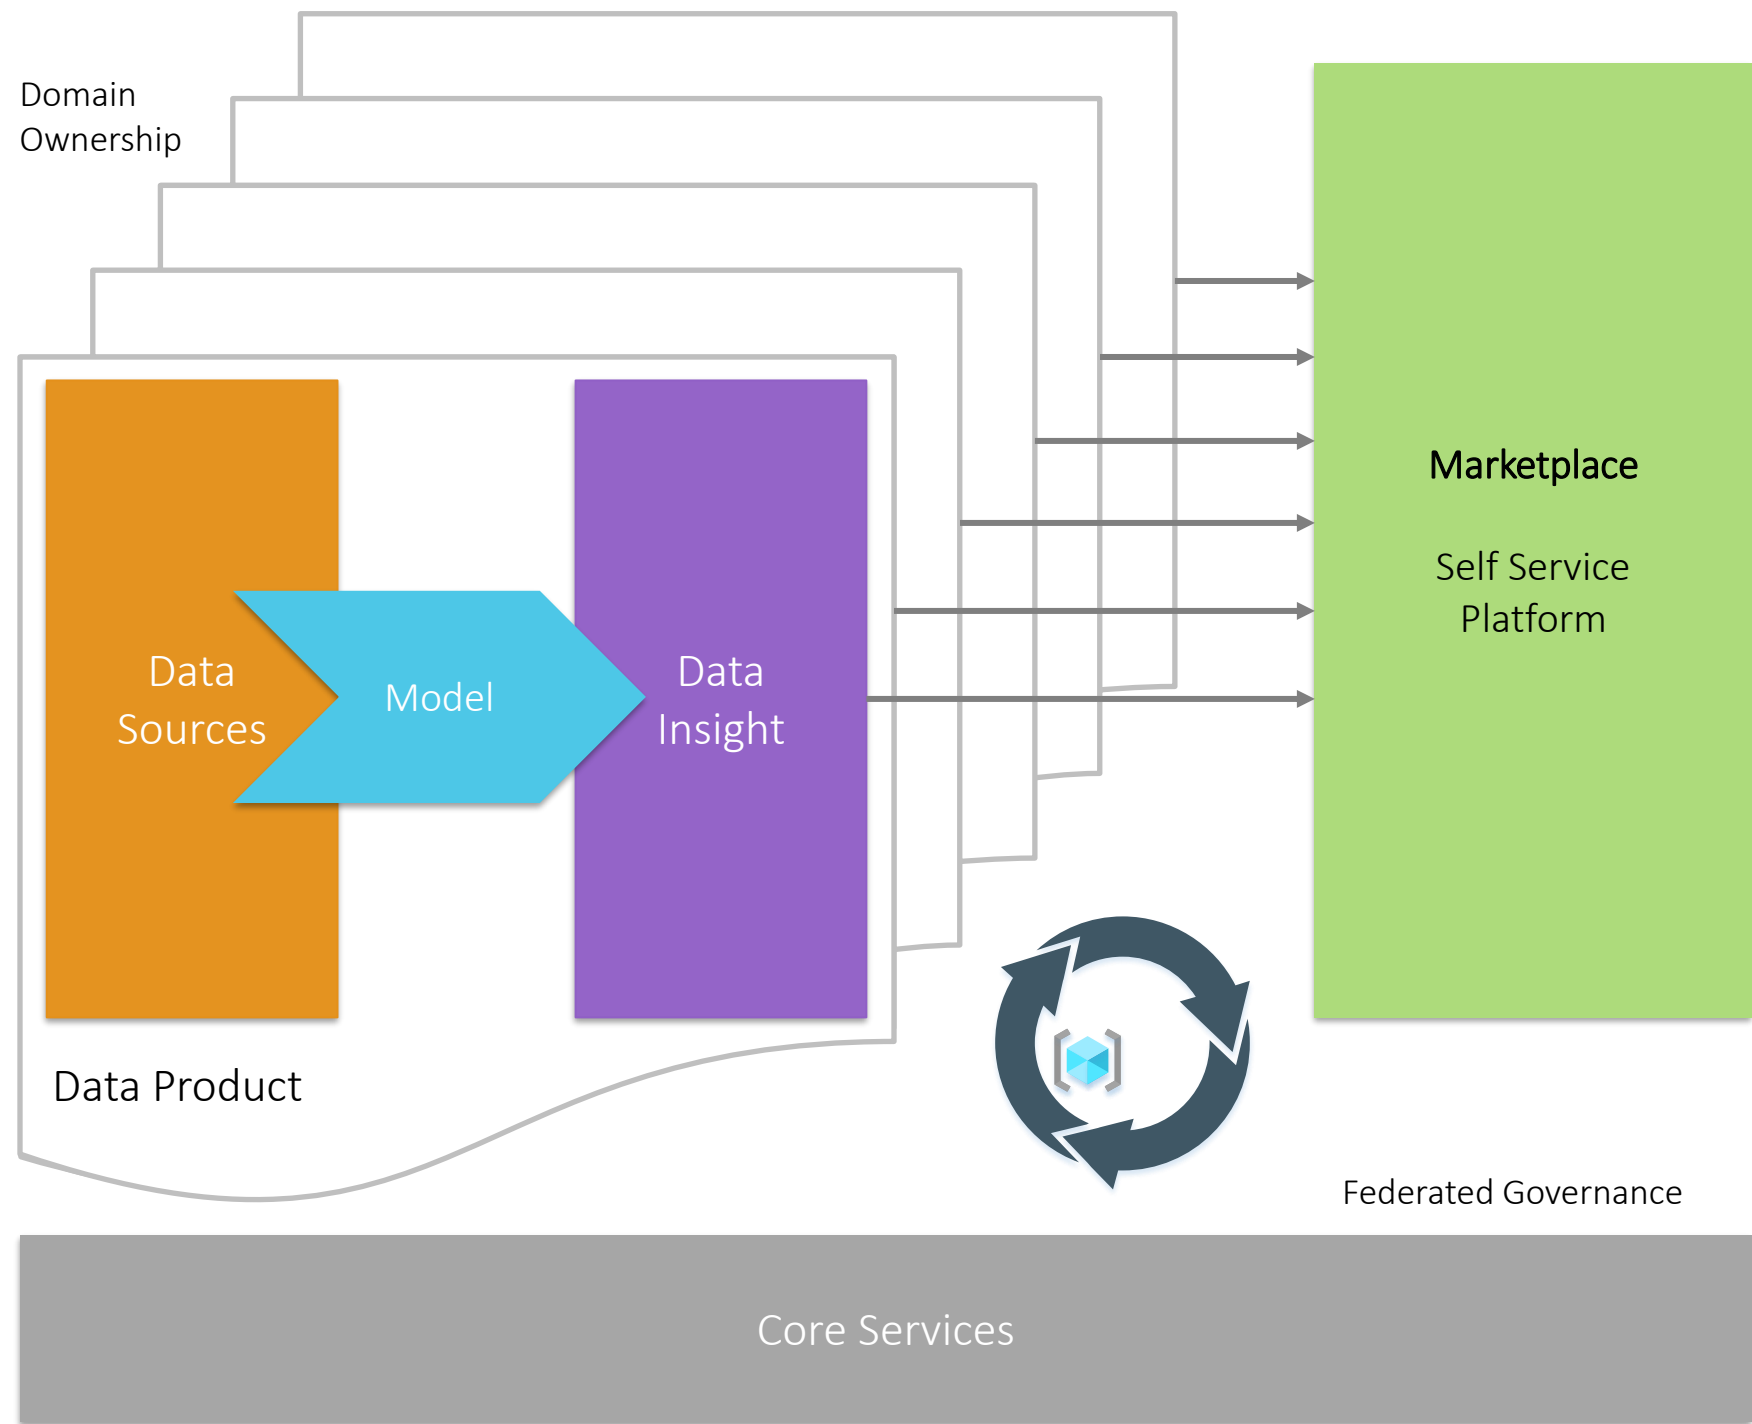 Domain
Ownership
Marketplace
Self Service
Platform
Data
Sources
Model
Data
Insight
Data Product
Federated Governance
Core Services